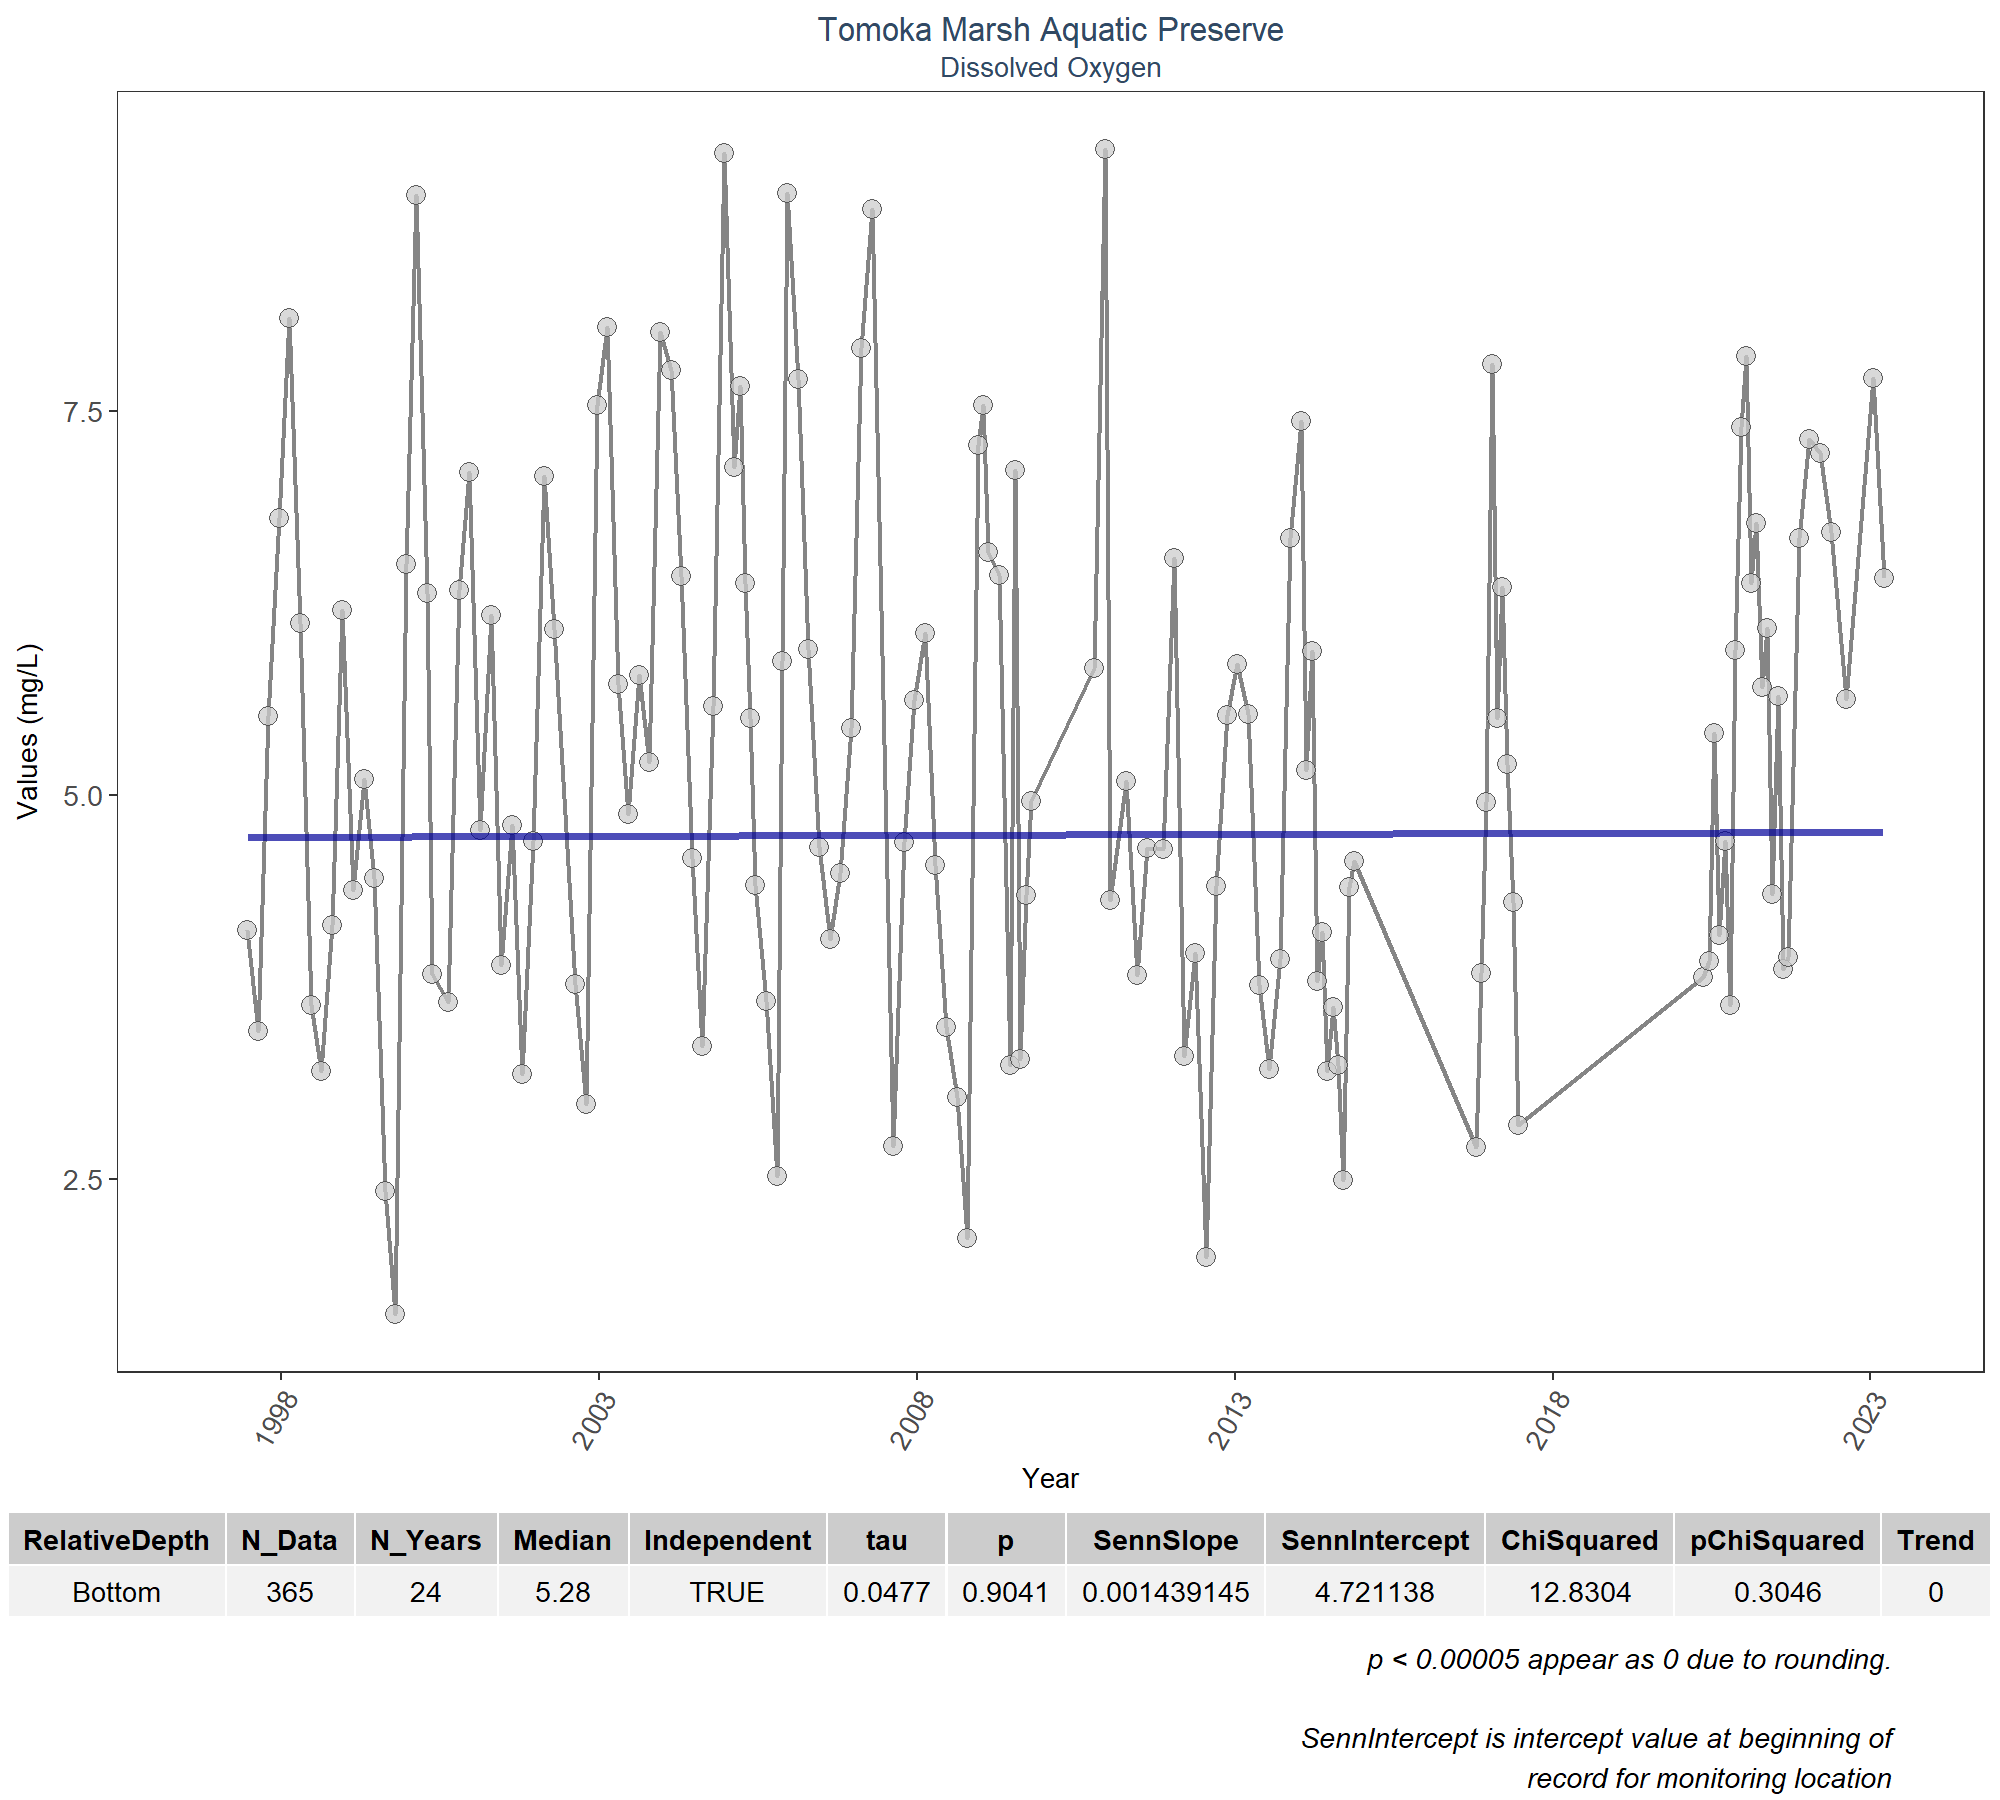 Tomoka Marsh Aquatic Preserve
Dissolved Oxygen
Values (mg/L)
7.5
5.0
2.5
1998
2003
2008
2013
2018
2023
Year
RelativeDepth N_Data N_Years Median Independent tau p SennSlope SennIntercept ChiSquared pChiSquared Trend
Bottom 365 24 5.28 TRUE 0.0477 0.9041 0.001439145 4.721138 12.8304 0.3046 0
p < 0.00005 appear as 0 due to rounding.
SennIntercept is intercept value at beginning of
record for monitoring location